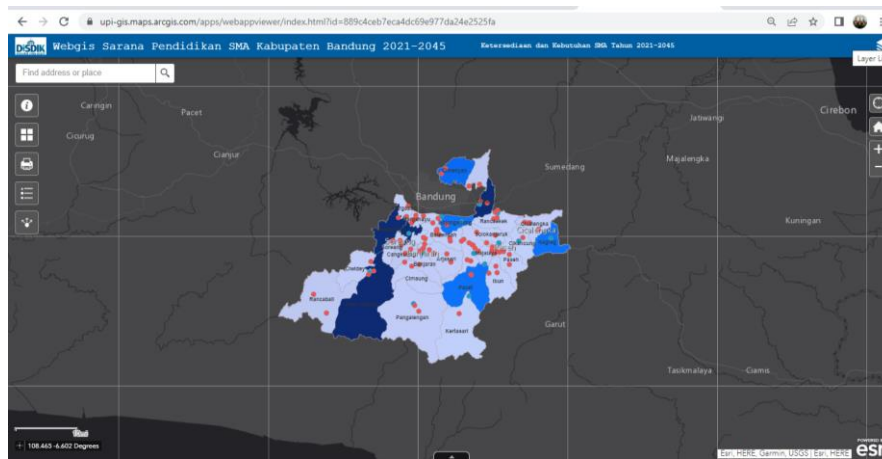 upi-gis.maps.arcgis.com/apps/webappviewer/index.html?id=889c4ceb7eca4dc69e977da24e2525fa
DISDIK Webgis Sarana Pendidikan SMA Kabupaten Bandung 2021-2045 Ketersediaan dan Kebutuhan SMA Tahun 2021-2045
Layer Li
Find address or place
Caringin
Pacet
Jatiwangi
Cirebon
Cicurug
Cianjur
Sumedang
Majalengka
Bandung
Kuningan
Rancaekek
Ciwidey
Cimaung
Pacet
Ibun
Rancabali
Pangalengan
Kertasari
Garut
Tasikmalaya
Ciamis
108.465 -6.602 Degrees
Esri, HERE, Garmin, USGS | Esri, HERE
POWERED BY
esri